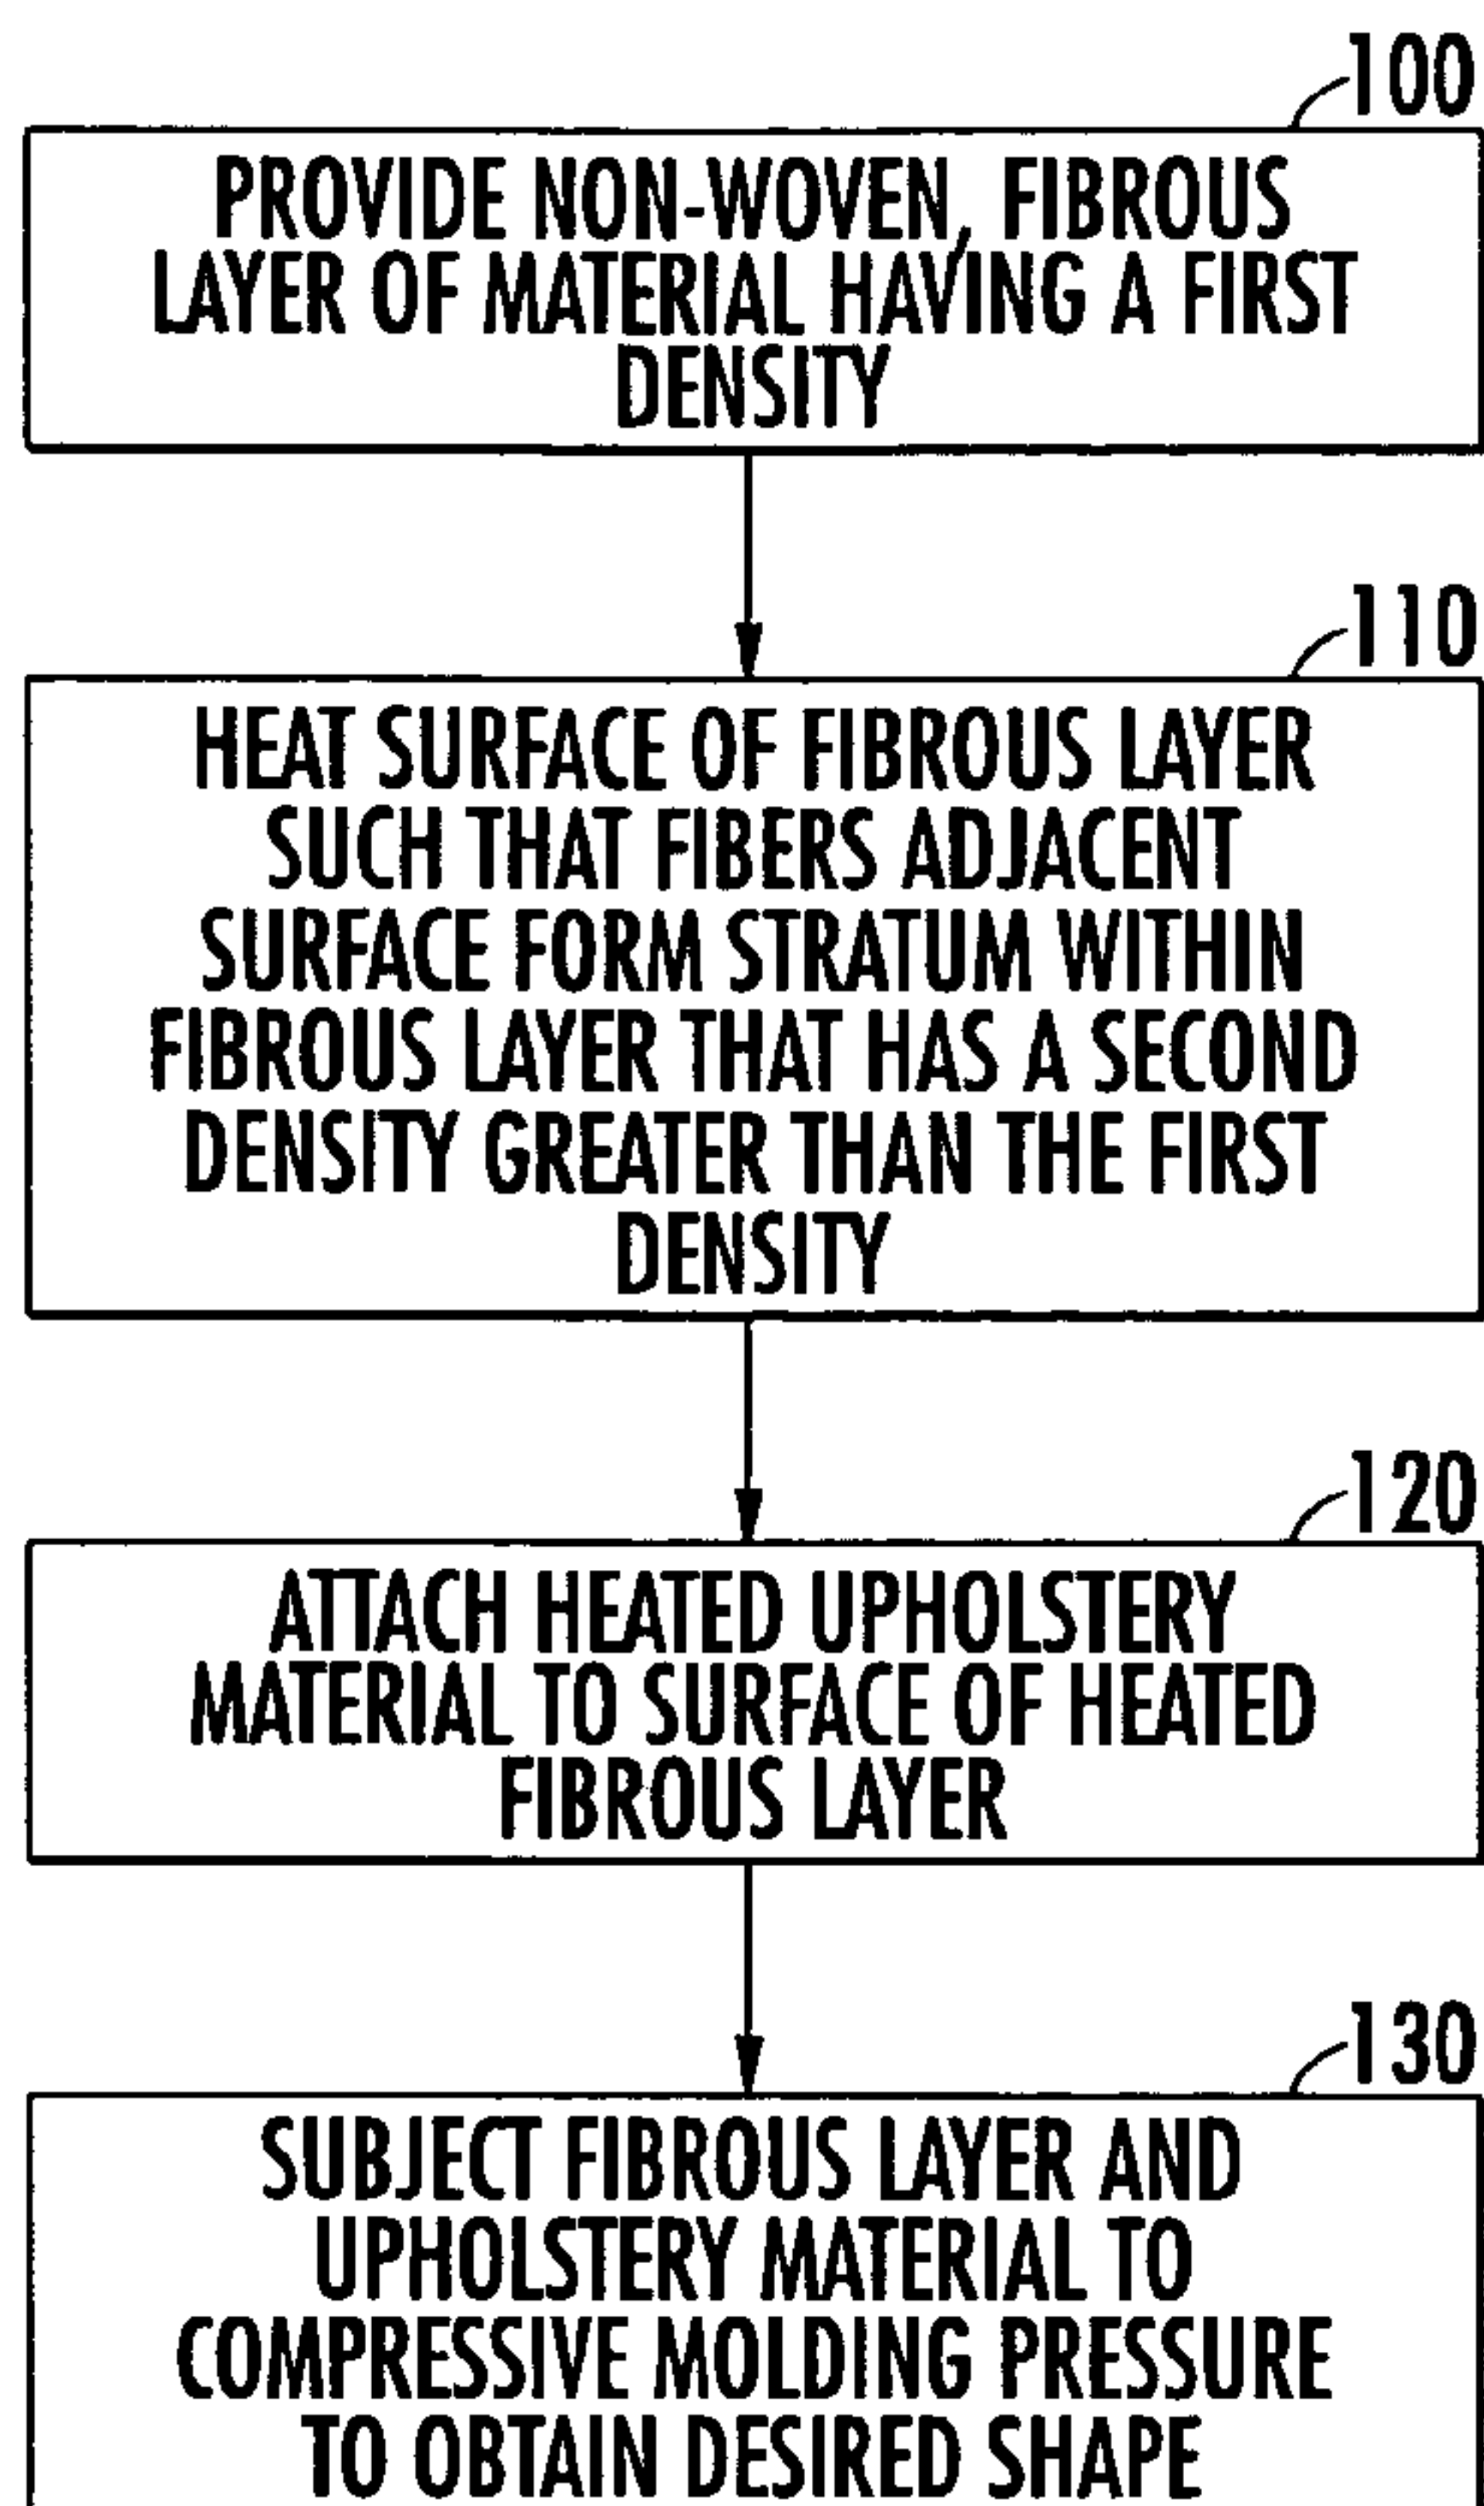 100
PROVIDE NON-WOVEN, FIBROUS
LAYER OF MATERIAL HAVING A FIRST
DENSITY
110
HEAT SURFACE OF FIBROUS LAYER
SUCH THAT FIBERS ADJACENT
SURFACE FORM STRATUM WITHIN
FIBROUS LAYER THAT HAS A SECOND
DENSITY GREATER THAN THE FIRST
DENSITY
120
ATTACH HEATED UPHOLSTERY
MATERIAL TO SURFACE OF HEATED
FIBROUS LAYER
130
SUBJECT FIBROUS LAYER AND
UPHOLSTERY MATERIAL TO
COMPRESSIVE MOLDING PRESSURE
TO OBTAIN DESIRED SHAPE